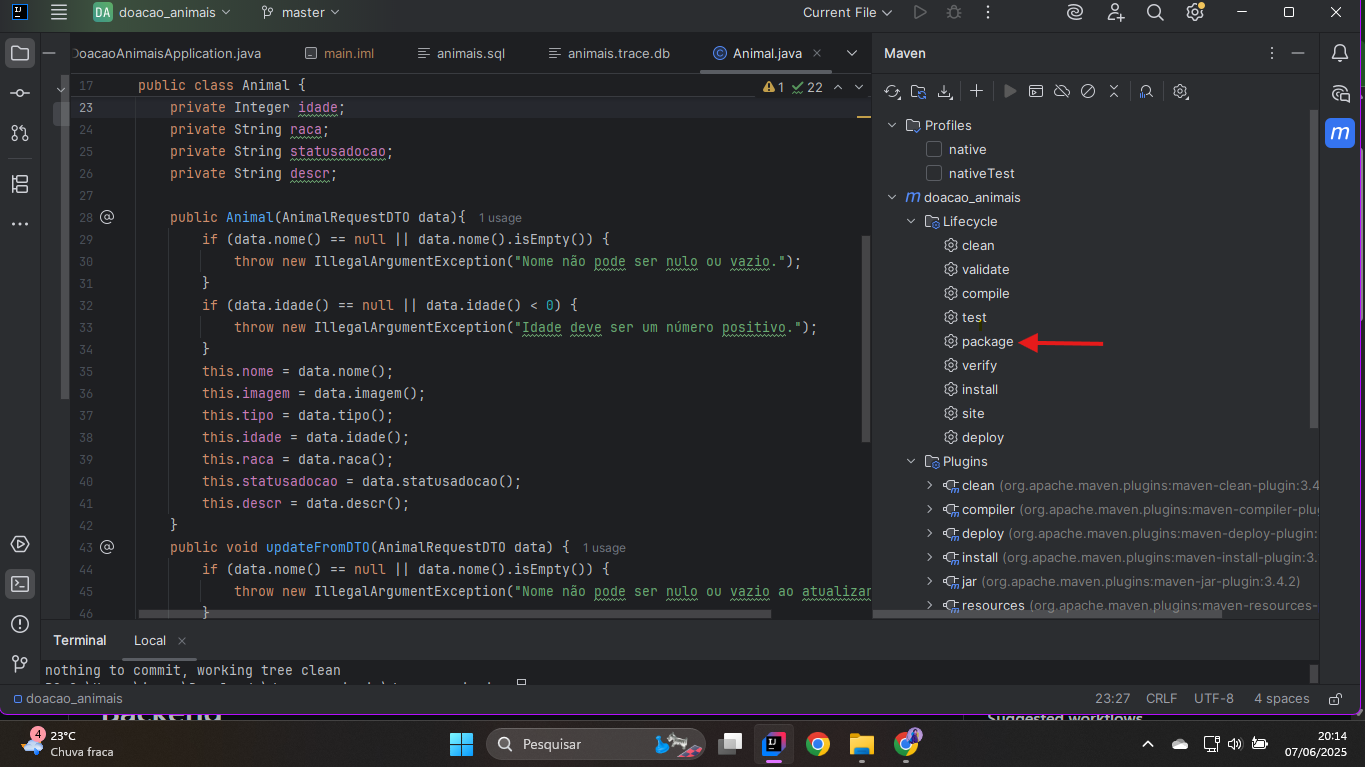 DA doacao_animais master Current File
DoacaoAnimaisApplication.java main.iml animais.sql animais.trace.db Animal.java
17 public class Animal {
1 22
23 private Integer idade;
24 private String raca;
25 private String statusadocao;
26 private String descr;
27
28 public Animal(AnimalRequestDTO data){ 1 usage
29 if (data.nome() == null || data.nome().isEmpty()) {
30 throw new IllegalArgumentException("Nome não pode ser nulo ou vazio.");
31 }
32 if (data.idade() == null || data.idade() < 0) {
33 throw new IllegalArgumentException("Idade deve ser um número positivo.");
34 }
35 this.nome = data.nome();
36 this.imagem = data.imagem();
37 this.tipo = data.tipo();
38 this.idade = data.idade();
39 this.raca = data.raca();
40 this.statusadocao = data.statusadocao();
41 this.descr = data.descr();
42 }
43 public void updateFromDTO(AnimalRequestDTO data) { 1 usage
44 if (data.nome() == null || data.nome().isEmpty()) {
45 throw new IllegalArgumentException("Nome não pode ser nulo ou vazio ao atualizar
46 }
Maven
Profiles
native
nativeTest
m doacao_animais
Lifecycle
clean
validate
compile
test
package
verify
install
site
deploy
Plugins
clean (org.apache.maven.plugins:maven-clean-plugin:3.4
compiler (org.apache.maven.plugins:maven-compiler-plu
deploy (org.apache.maven.plugins:maven-deploy-plugin:
install (org.apache.maven.plugins:maven-install-plugin:3.
jar (org.apache.maven.plugins:maven-jar-plugin:3.4.2)
resources (org.apache.maven.plugins:maven-resources-
m
Terminal Local
nothing to commit, working tree clean
doacao_animais 23:27 CRLF UTF-8 4 spaces
Suggested workflows
4
23°C
Chuva fraca
Pesquisar
20:14
07/06/2025